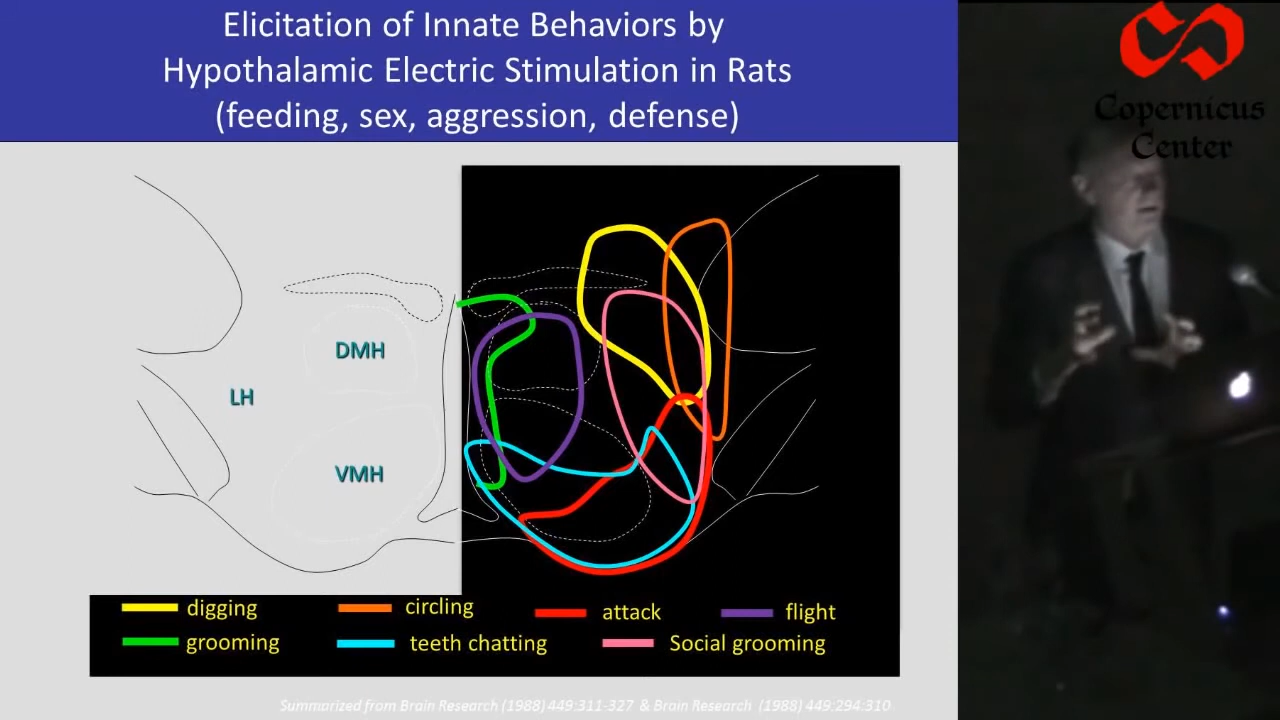 Elicitation of Innate Behaviors by
Hypothalamic Electric Stimulation in Rats
(feeding, sex, aggression, defense)
Copernicus
Center
DMH
LH
VMH
digging
circling
attack
flight
grooming
teeth chatting
Social grooming
Summarized from Brain Research (1988) 449:311-327 & Brain Research (1988) 449:294:310